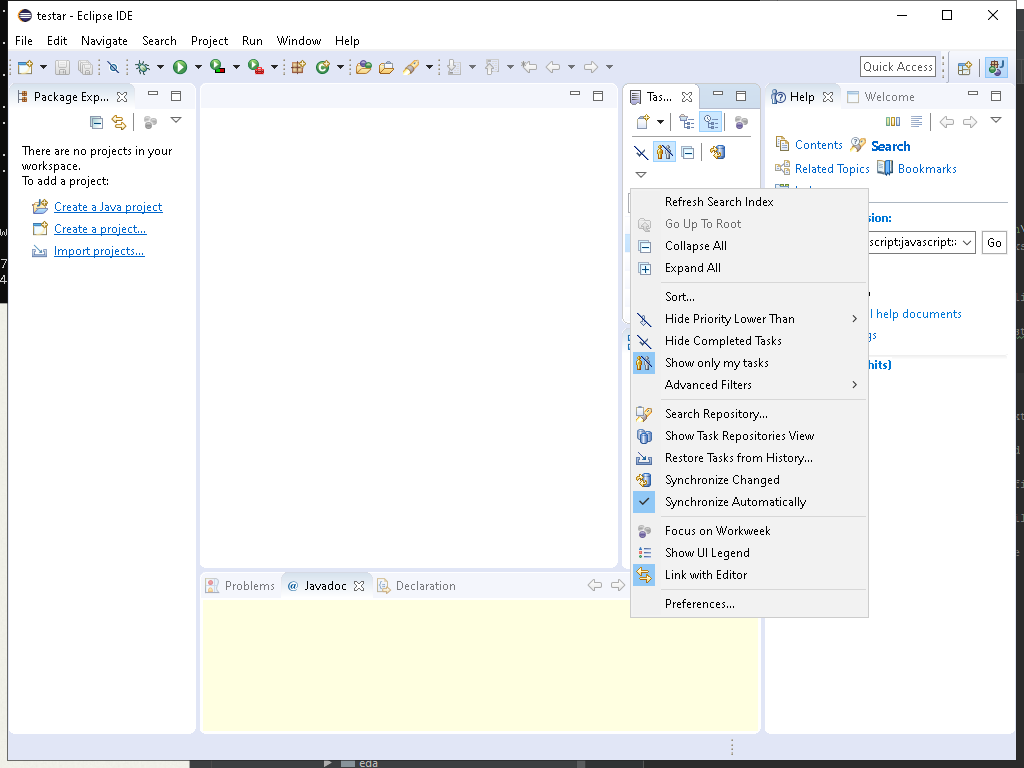 testar - Eclipse IDE
File Edit Navigate Search Project Run Window Help
Quick Access
Package Exp...
Tas...
Help
Welcome
There are no projects in your
workspace.
To add a project:
Create a Java project
Create a project...
Import projects...
Contents
Search
Related Topics
Bookmarks
script:javascript:
Go
l help documents
hits)
Refresh Search Index
Go Up To Root
Collapse All
Expand All
Sort...
Hide Priority Lower Than
Hide Completed Tasks
Show only my tasks
Advanced Filters
Search Repository...
Show Task Repositories View
Restore Tasks from History...
Synchronize Changed
Synchronize Automatically
Focus on Workweek
Show UI Legend
Link with Editor
Preferences...
Problems
@ Javadoc
Declaration
eda